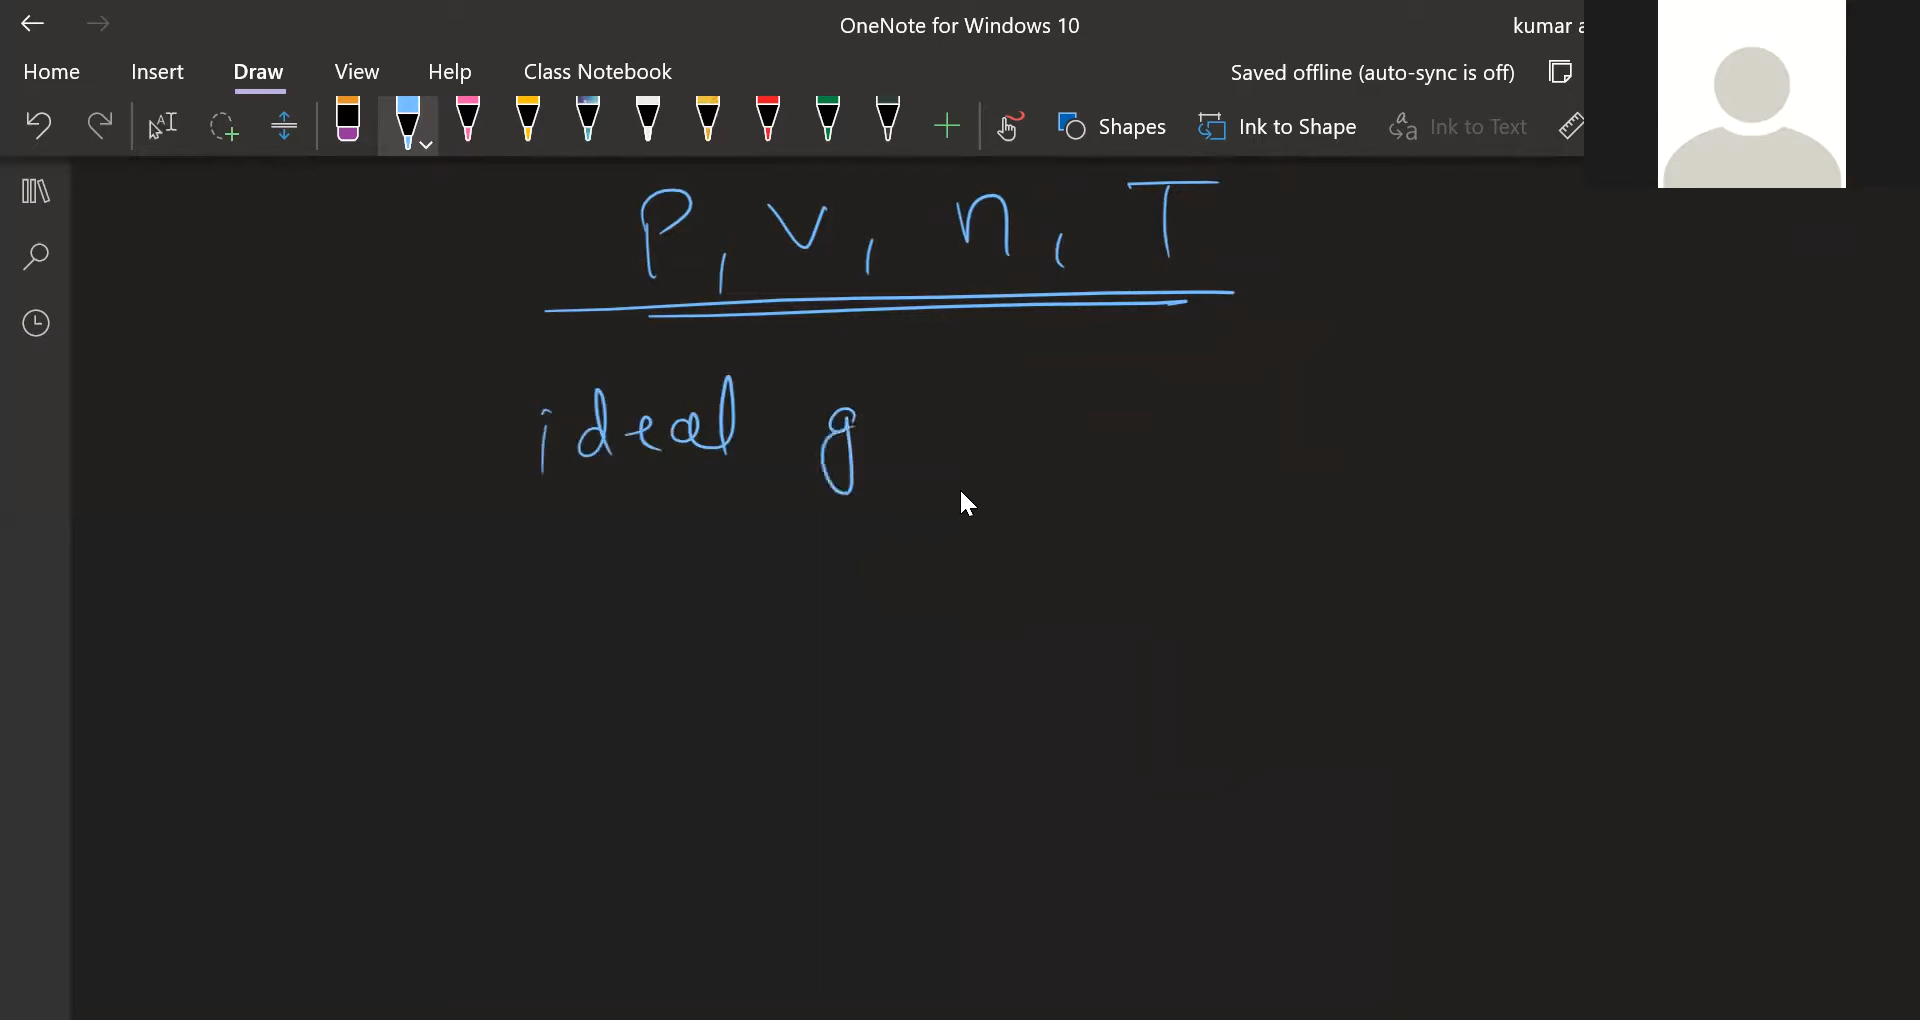 OneNote for Windows 10
kumar a
Home Insert Draw View Help Class Notebook
Saved offline (auto-sync is off)
Shapes Ink to Shape Ink to Text
P, v, n, T
ideal g